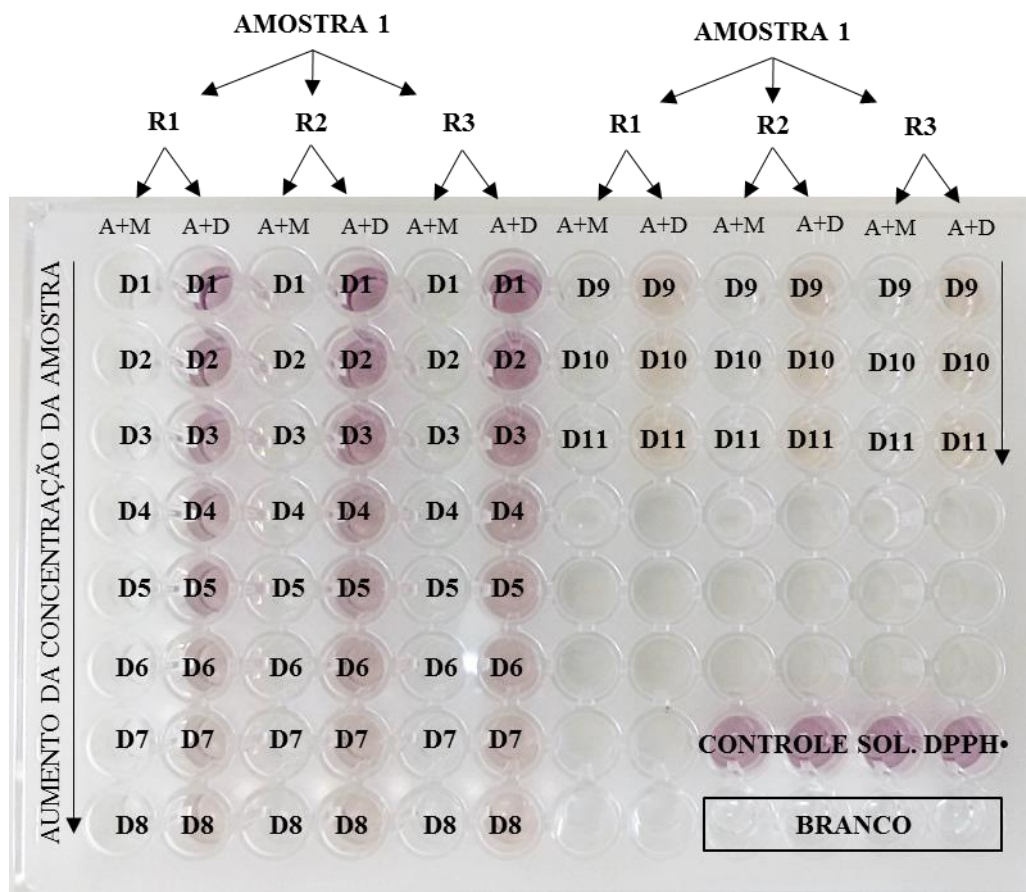 AMOSTRA 1 AMOSTRA 1
R1 R2 R3 R1 R2 R3
A+M A+D A+M A+D A+M A+D A+M A+D A+M A+D A+M A+D
AUMENTO DA CONCENTRAÇÃO DA AMOSTRA
D1 D1 D1 D1 D1 D1 D9 D9 D9 D9 D9 D9
D2 D2 D2 D2 D2 D2 D10 D10 D10 D10 D10 D10
D3 D3 D3 D3 D3 D3 D11 D11 D11 D11 D11 D11
D4 D4 D4 D4 D4 D4
D5 D5 D5 D5 D5 D5
D6 D6 D6 D6 D6 D6
D7 D7 D7 D7 D7 D7 CONTROLE SOL. DPPH•
D8 D8 D8 D8 D8 D8 BRANCO